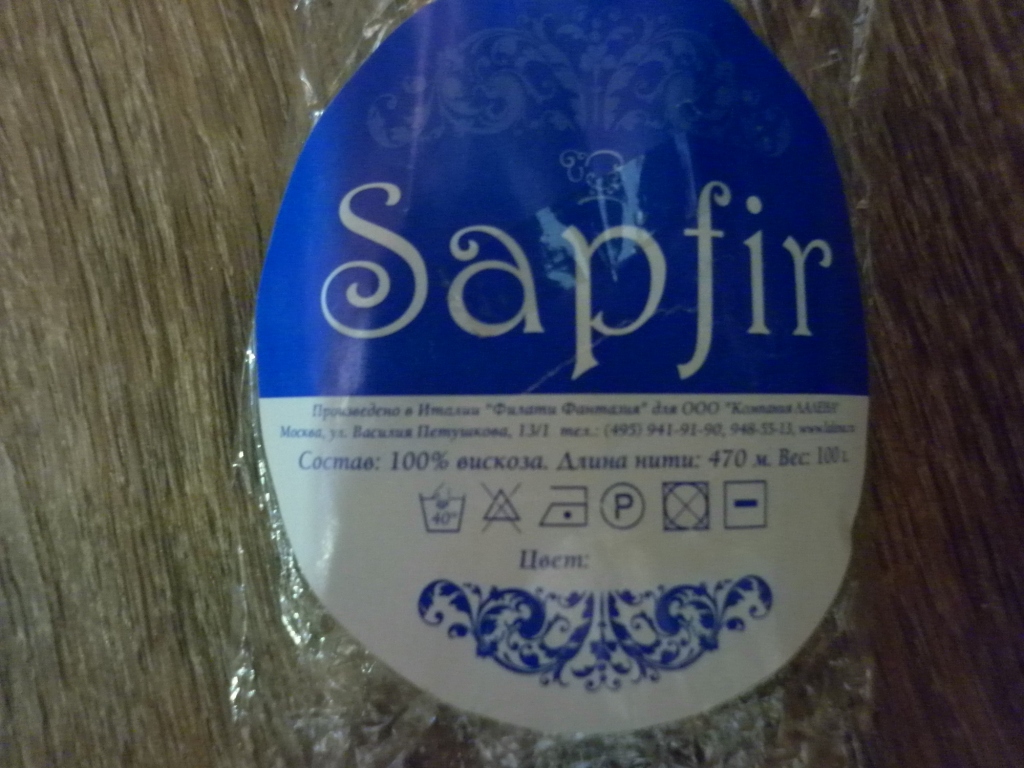 Sapfir
Произведено в Италии "Филати Фантазия" для ООО "Компания
Москва, ул. Василия Петушкова, 13/1 тел.: (495) 941-91-90, 948-55-13,
Состав: 100% вискоза. Длина нити: 470 м. Вес: 100 г.
40° P
Цвет: